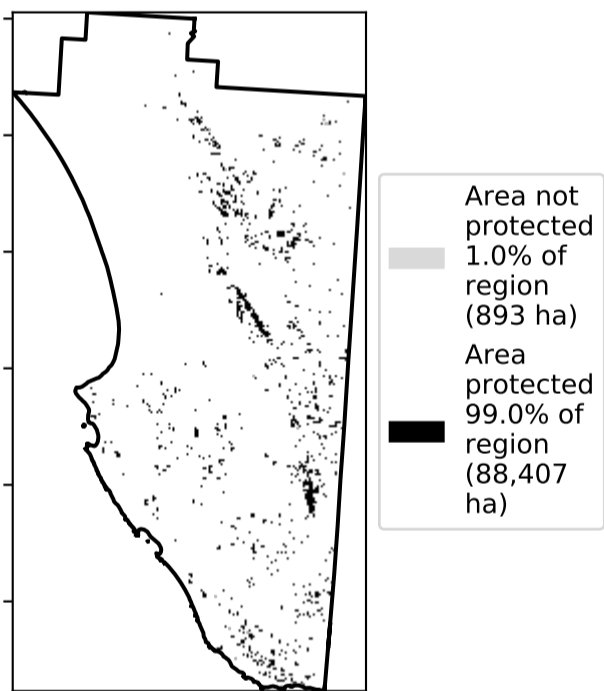 Area not
protected
1.0% of
region
(893 ha)
Area
protected
99.0% of
region
(88,407
ha)